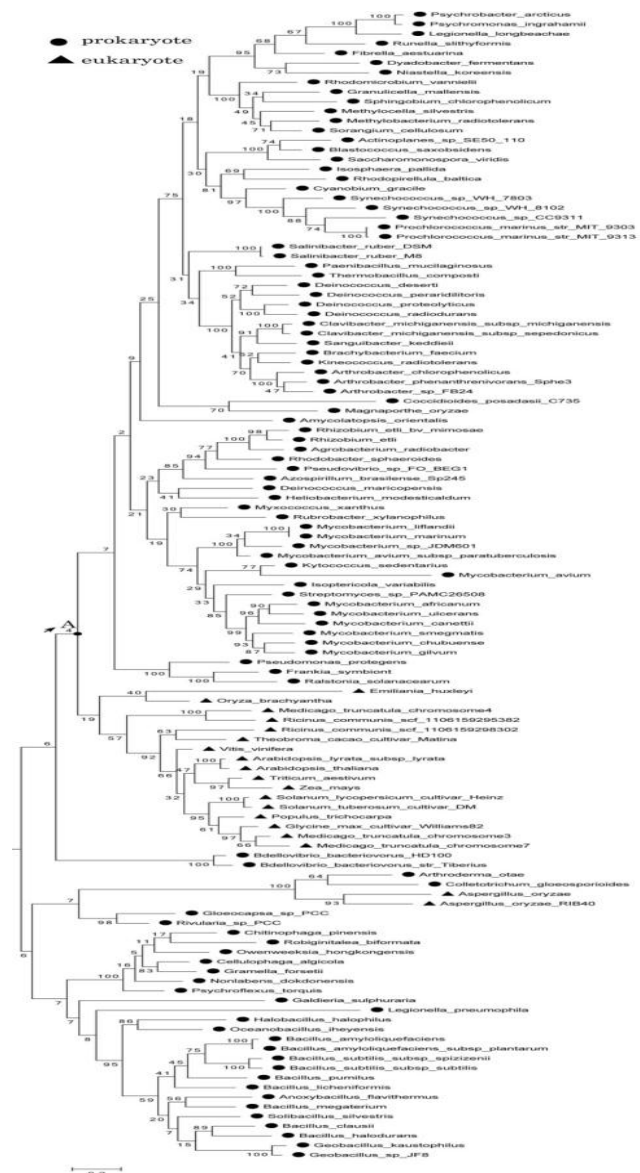 Psychrobacter_arcticus
Psychromonas_ingrahamii
Legionella_longbeachae
Runella_slithyformis
prokaryote
Fibrella_aestuarina
eukaryote
Dyadobacter_fermentans
Niastella_koreensis
Rhodomicrobium_vannielii
Granulicella_mallensis
Sphingobium_chlorophenolicum
Methylocella_silvestris
Methylobacterium_radiotolerans
Sorangium_cellulosum
Actinoplanes_sp_SE50_110
Blastococcus_saxobsidens
Saccharomonospora_viridis
Isosphaera_pallida
Rhodopirellula_baltica
Cyanobium_gracile
Synechococcus_sp_WH_7803
Synechococcus_sp_WH_8102
Synechococcus_sp_CC9311
Prochlorococcus_marinus_str_MIT_9303
Prochlorococcus_marinus_str_MIT_9313
Salinibacter_ruber_DSM
Salinibacter_ruber_M8
Paenibacillus_mucilaginosus
Thermobacillus_composti
Deinococcus_deserti
Deinococcus_peraridilitoris
Deinococcus_proteolyticus
Deinococcus_radiodurans
Clavibacter_michiganensis_subsp_michiganensis
Clavibacter_michiganensis_subsp_sepedonicus
Sanguibacter_keddieii
Brachybacterium_faecium
Kineococcus_radiotolerans
Arthrobacter_chlorophenolicus
Arthrobacter_phenanthrenivorans_Sphe3
Arthrobacter_sp_FB24
Coccidioides_posadasii_C735
Magnaporthe_oryzae
Amycolatopsis_orientalis
Rhizobium_etli_bv_mimosae
Rhizobium_etli
Agrobacterium_radiobacter
Rhodobacter_sphaeroides
Pseudovibrio_sp_FO_BEG1
Azospirillum_brasilense_Sp245
Deinococcus_maricopensis
Heliobacterium_modesticaldum
Myxococcus_xanthus
Rubrobacter_xylanophilus
Mycobacterium_liflandii
Mycobacterium_marinum
Mycobacterium_sp_JDM601
Mycobacterium_avium_subsp_paratuberculosis
Kytococcus_sedentarius
Mycobacterium_avium
Isoptericola_variabilis
Streptomyces_sp_PAMC26508
Mycobacterium_africanum
Mycobacterium_ulcerans
Mycobacterium_canettii
A
Mycobacterium_smegmatis
Mycobacterium_chubuense
Mycobacterium_gilvum
Pseudomonas_protegens
Frankia_symbiont
Ralstonia_solanacearum
Emiliania_huxleyi
Oryza_brachyantha
Medicago_truncatula_chromosome4
Ricinus_communis_scf_1106159295382
Ricinus_communis_scf_1106159298302
Theobroma_cacao_cultivar_Matina
Vitis_vinifera
Arabidopsis_lyrata_subsp_lyrata
Arabidopsis_thaliana
Triticum_aestivum
Zea_mays
Solanum_lycopersicum_cultivar_Heinz
Solanum_tuberosum_cultivar_DM
Populus_trichocarpa
Glycine_max_cultivar_Williams82
Medicago_truncatula_chromosome3
Medicago_truncatula_chromosome7
Bdellovibrio_bacteriovorus_HD100
Bdellovibrio_bacteriovorus_str_Tiberius
Arthroderma_otae
Colletotrichum_gloeosporioides
Aspergillus_oryzae
Aspergillus_oryzae_RIB40
Gloeocapsa_sp_PCC
Rivularia_sp_PCC
Chitinophaga_pinensis
Robiginitalea_biformata
Owenweeksia_hongkongensis
Cellulophaga_algicola
Gramella_forsetii
Nonlabens_dokdonensis
Psychroflexus_torquis
Galdieria_sulphuraria
Legionella_pneumophila
Halobacillus_halophilus
Oceanobacillus_iheyensis
Bacillus_amyloliquefaciens
Bacillus_amyloliquefaciens_subsp_plantarum
Bacillus_subtilis_subsp_spizizenii
Bacillus_subtilis_subsp_subtilis
Bacillus_pumilus
Bacillus_licheniformis
Anoxybacillus_flavithermus
Bacillus_megaterium
Solibacillus_silvestris
Bacillus_clausii
Bacillus_halodurans
Geobacillus_kaustophilus
Geobacillus_sp_JF8